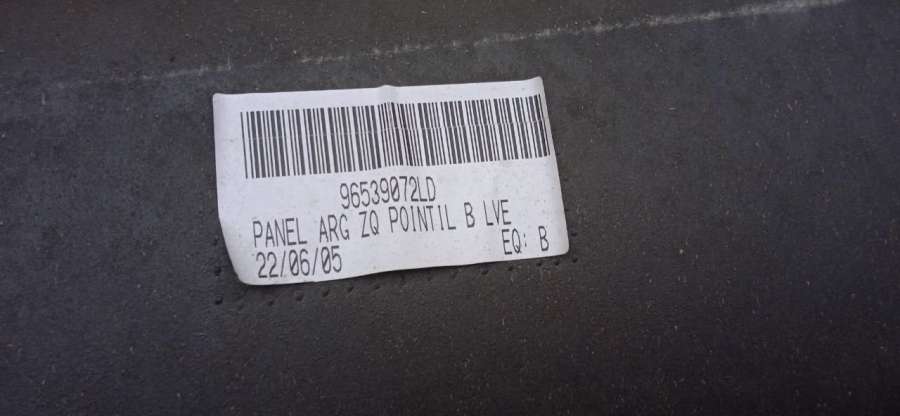 96539072LD
PANEL ARG ZQ POINTIL B LVE
22/06/05
EQ: B